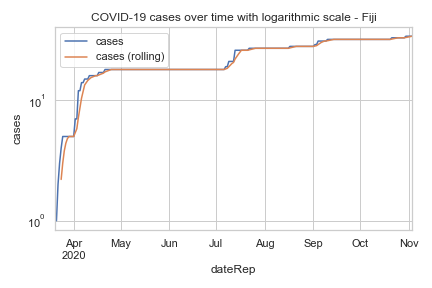 COVID-19 cases over time with logarithmic scale - Fiji
cases
cases (rolling)
10¹
10⁰
cases
Apr
2020
May
Jun
Jul
Aug
Sep
Oct
Nov
dateRep